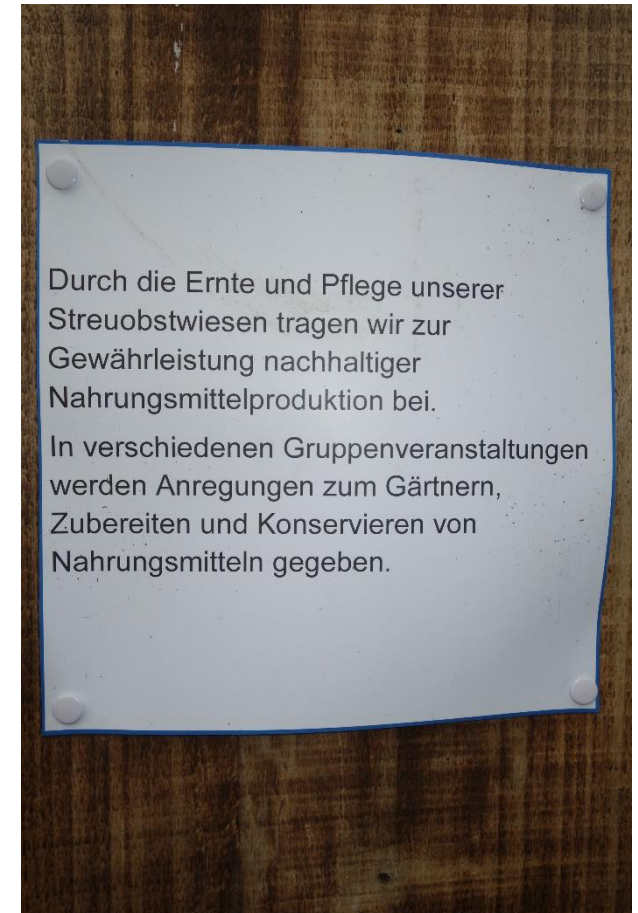 Durch die Ernte und Pflege unserer
Streuobstwiesen tragen wir zur
Gewährleistung nachhaltiger
Nahrungsmittelproduktion bei.
In verschiedenen Gruppenveranstaltungen
werden Anregungen zum Gärtnern,
Zubereiten und Konservieren von
Nahrungsmitteln gegeben.